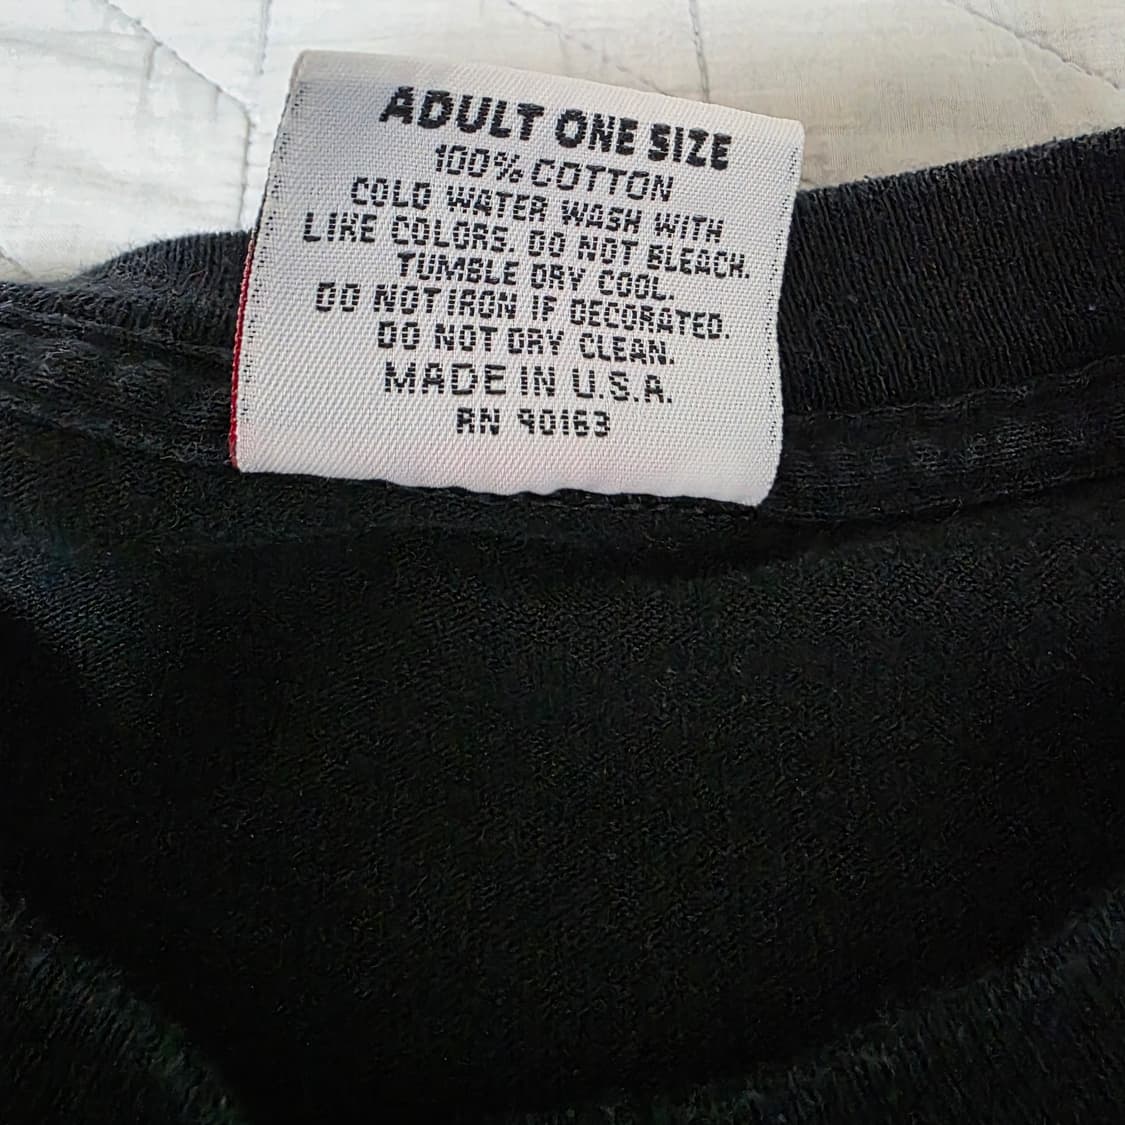 ADULT ONE SIZE
100% COTTON
COLD WATER WASH WITH
LIKE COLORS. DO NOT BLEACH.
TUMBLE DRY COOL.
DO NOT IRON IF DECORATED.
DO NOT DRY CLEAN.
MADE IN U.S.A.
RN 90163